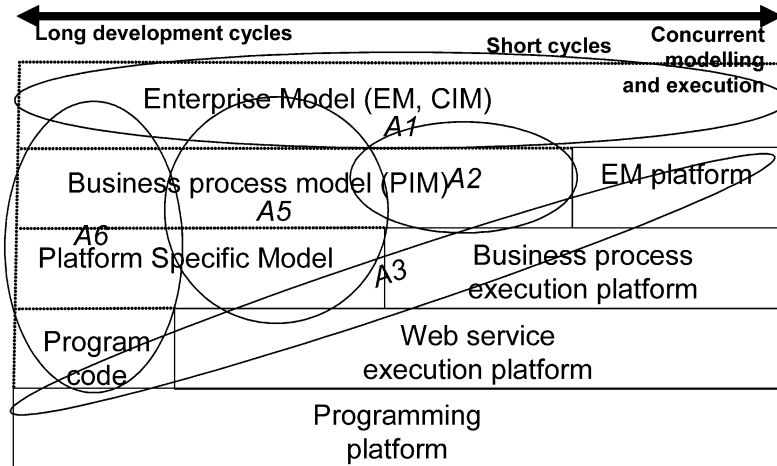 Long development cycles
Short cycles
Concurrent
modelling
and execution
Enterprise Model (EM, CIM)
A1
Business process model (PIM)
A2
EM platform
A5
A6
Platform Specific Model
A3
Business process
execution platform
Program
code
Web service
execution platform
Programming
platform